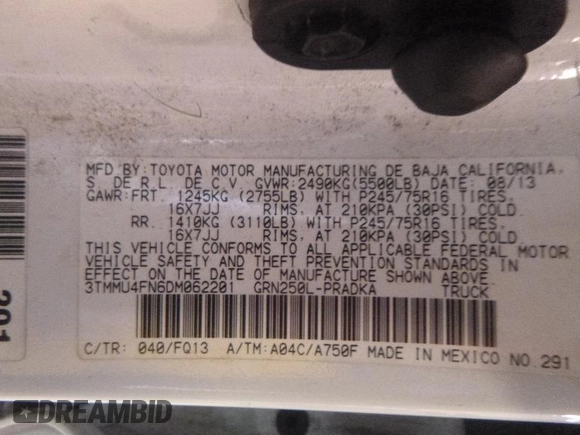 MFD BY:TOYOTA MOTOR MANUFACTURING DE BAJA CALIFORNIA,
S. DE R.L. DE C.V. GVWR:2490KG(5500LB) DATE: 08/13
GAWR:FRT. 1245KG (2755LB) WITH P245/75R16 TIRES,
16X7JJ RIMS, AT 210KPA (30PSI) COLD
RR. 1410KG (3110LB) WITH P245/75R16 TIRES,
16X7JJ RIMS, AT 210KPA (30PSI) COLD
THIS VEHICLE CONFORMS TO ALL APPLICABLE FEDERAL MOTOR
VEHICLE SAFETY AND THEFT PREVENTION STANDARDS IN
EFFECT ON THE DATE OF MANUFACTURE SHOWN ABOVE.
3TMMU4FN6DM062201 GRN250L-PRADKA TRUCK
C/TR: 040/FQ13 A/TM:A04C/A750F MADE IN MEXICO NO.291
201
DREAMBID